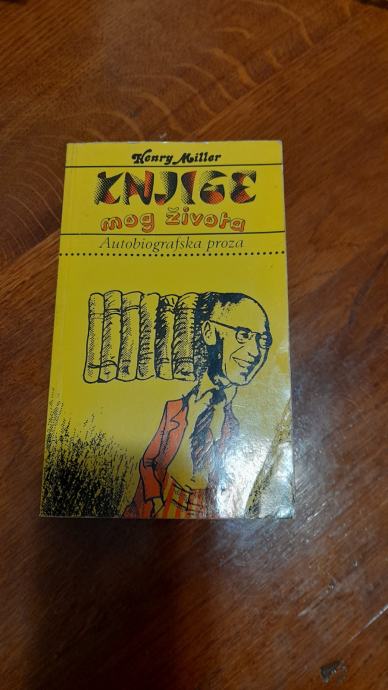 Henry Miller
KNJIGE
mog života
Autobiografska proza